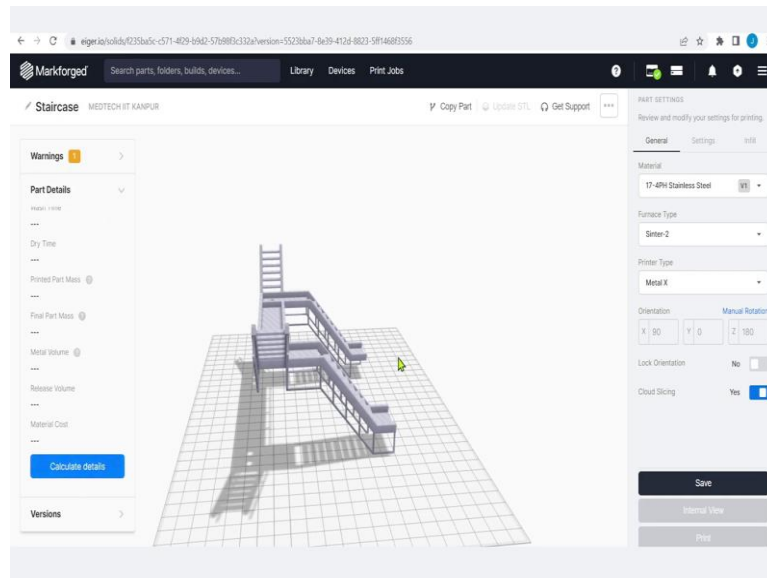 eiger.io/solids/f235ba5c-c571-4f29-b9d2-57b98f3c332a?version=5523bba7-8e39-412d-8823-5ff1468f3556
Markforged
Search parts, folders, builds, devices...
Library Devices Print Jobs
Staircase MEDTECH IIT KANPUR
Copy Part Update STL Get Support
Warnings 1
Part Details
Wash Time
---
Dry Time
---
Printed Part Mass
---
Final Part Mass
---
Metal Volume
---
Release Volume
---
Material Cost
---
Calculate details
Versions
PART SETTINGS
Review and modify your settings for printing.
General Settings Infill
Material
17-4PH Stainless Steel V1
Furnace Type
Sinter-2
Printer Type
Metal X
Orientation Manual Rotation
X 90 Y 0 Z 180
Lock Orientation No
Cloud Slicing Yes
Save
Internal View
Print